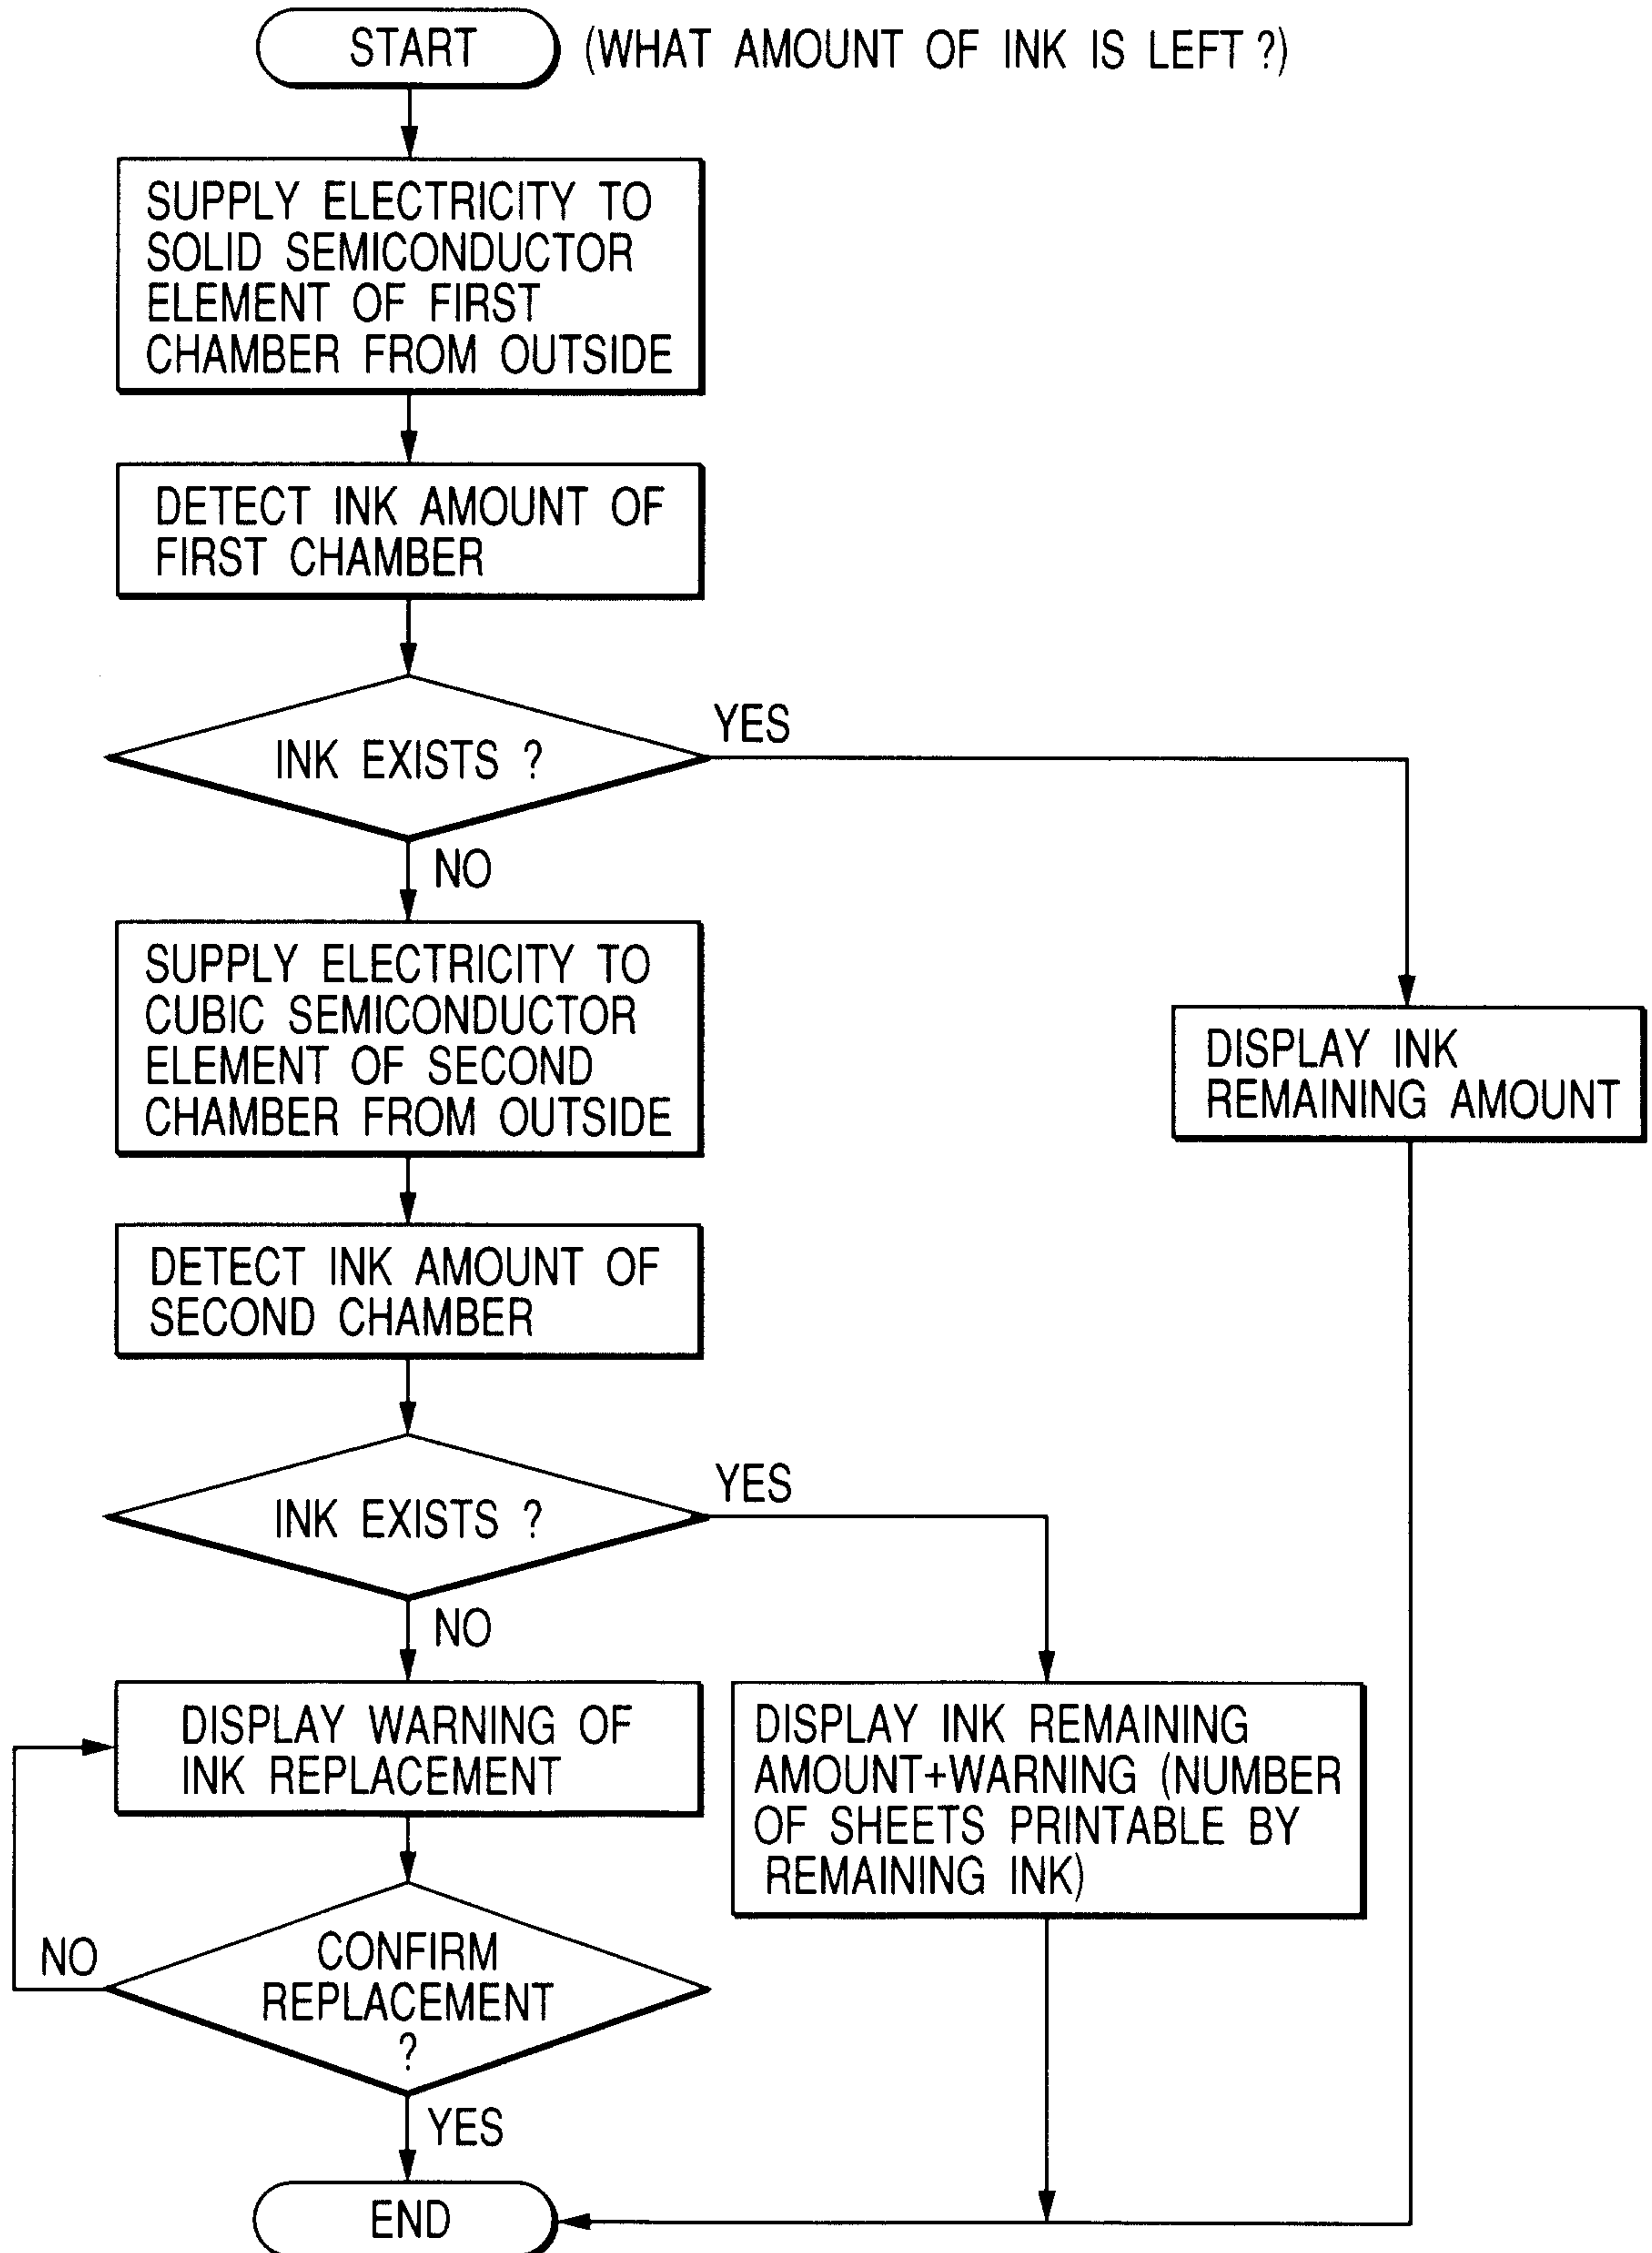 START (WHAT AMOUNT OF INK IS LEFT ?)
SUPPLY ELECTRICITY TO
SOLID SEMICONDUCTOR
ELEMENT OF FIRST
CHAMBER FROM OUTSIDE
DETECT INK AMOUNT OF
FIRST CHAMBER
INK EXISTS ?
YES
NO
SUPPLY ELECTRICITY TO
CUBIC SEMICONDUCTOR
ELEMENT OF SECOND
CHAMBER FROM OUTSIDE
DISPLAY INK
REMAINING AMOUNT
DETECT INK AMOUNT OF
SECOND CHAMBER
INK EXISTS ?
YES
NO
DISPLAY WARNING OF
INK REPLACEMENT
DISPLAY INK REMAINING
AMOUNT+WARNING (NUMBER
OF SHEETS PRINTABLE BY
REMAINING INK)
NO
CONFIRM
REPLACEMENT
?
YES
END